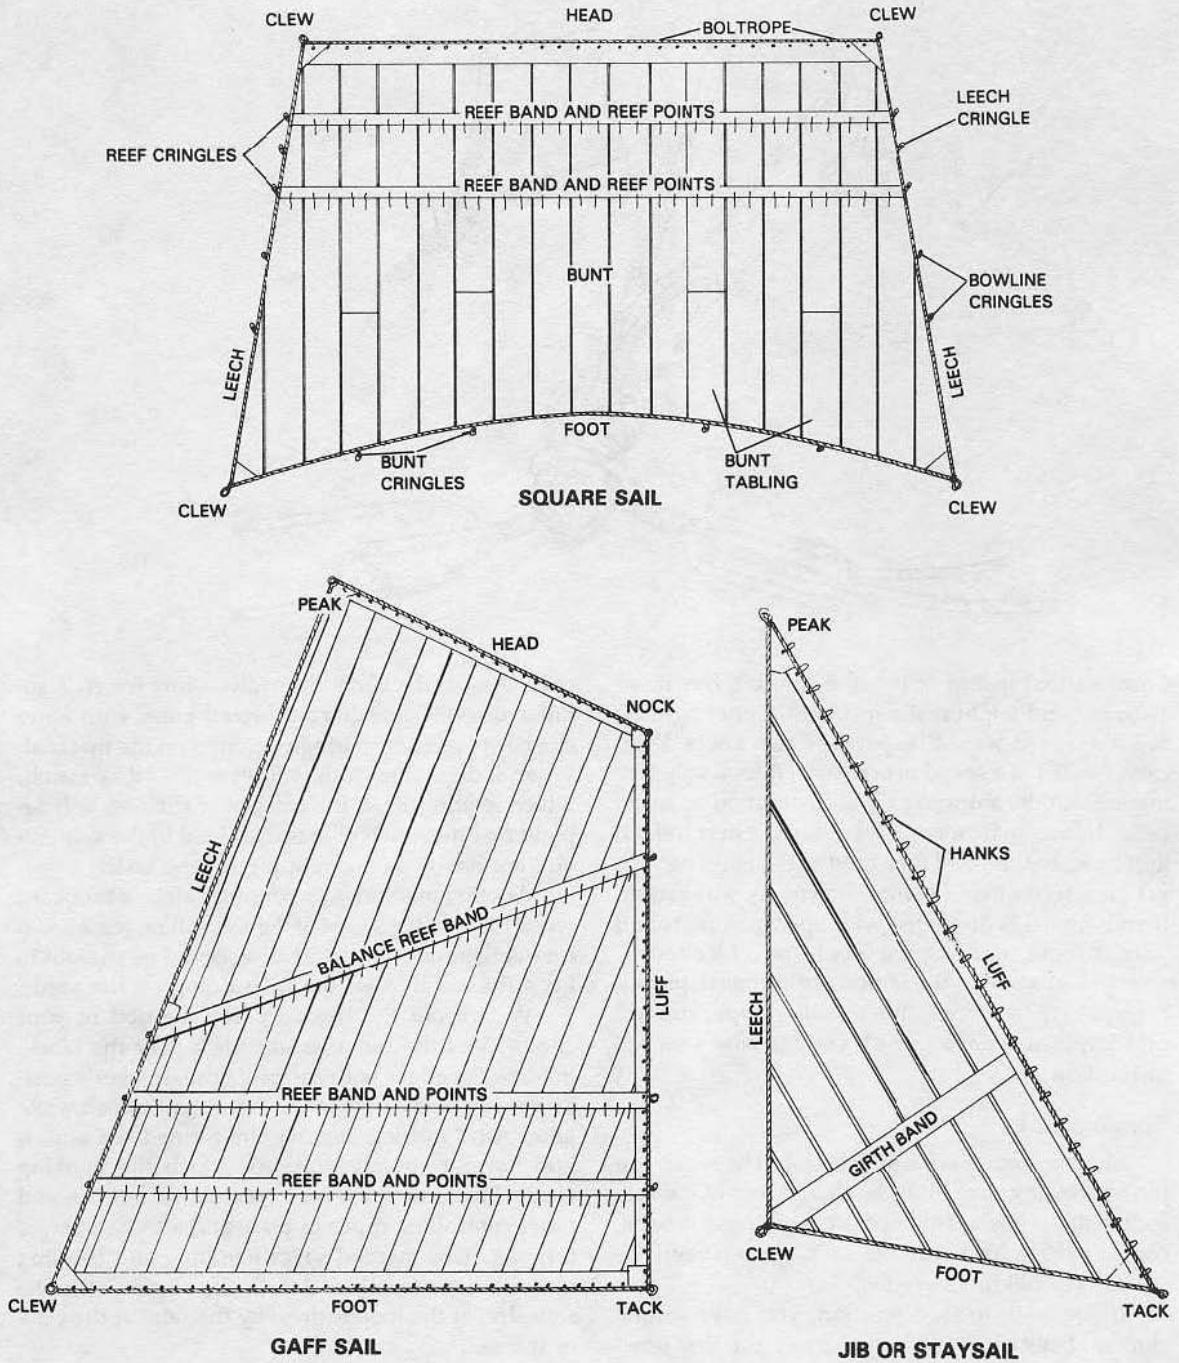 CLEW
HEAD
CLEW
BOLTROPE
REEF BAND AND REEF POINTS
LEECH
CRINGLE
REEF CRINGLES
REEF BAND AND REEF POINTS
BUNT
BOWLINE
CRINGLES
LEECH
LEECH
FOOT
BUNT
CRINGLES
BUNT
TABLING
CLEW
SQUARE SAIL
CLEW
PEAK
HEAD
NOCK
LEECH
BALANCE REEF BAND
LUFF
REEF BAND AND POINTS
REEF BAND AND POINTS
CLEW
FOOT
TACK
GAFF SAIL
PEAK
HANKS
LUFF
LEECH
GIRTH BAND
CLEW
FOOT
TACK
JIB OR STAYSAIL